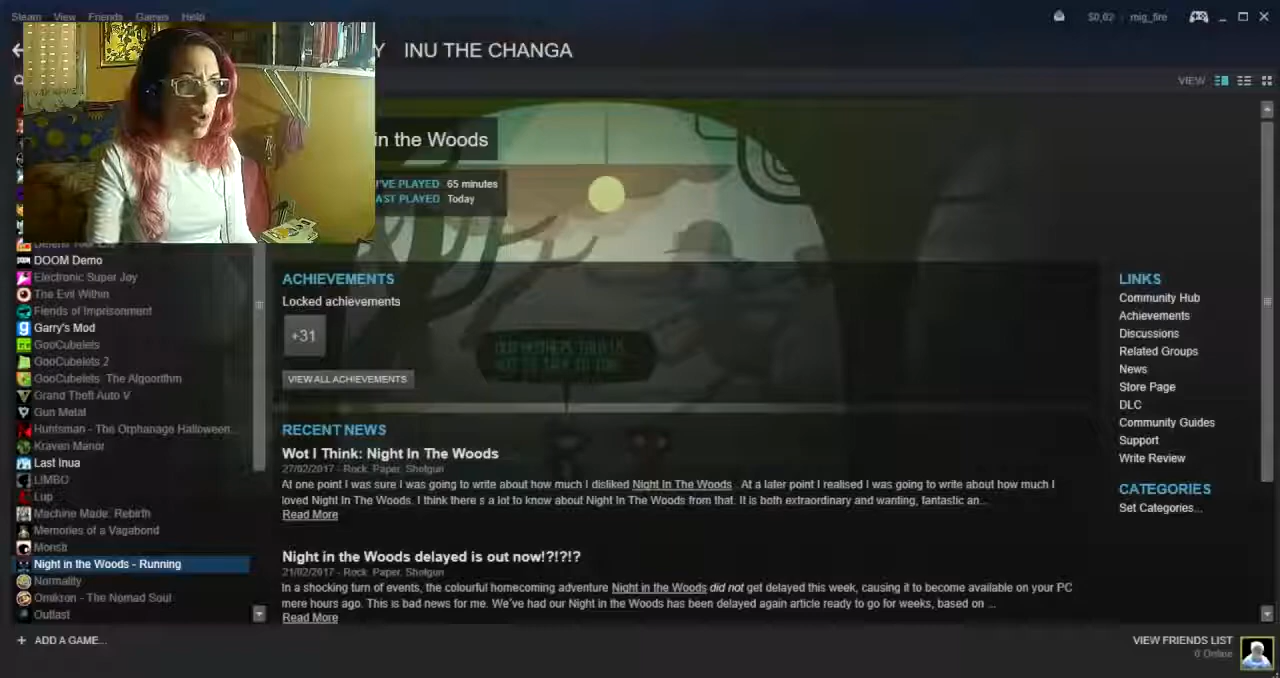 Steam View Friends Games Help
$0,02 mig_fire
Y INU THE CHANGA
VIEW
in the Woods
I'VE PLAYED 65 minutes
AST PLAYED Today
DOOM Demo
Electronic Super Joy
The Evil Within
Fiends of Imprisonment
Garry's Mod
GooCubelets
GooCubelets 2
GooCubelets: The Algoorithm
Grand Theft Auto V
Gun Metal
Huntsman - The Orphanage Halloween...
Kraven Manor
Last Inua
LIMBO
Lup
Machine Made: Rebirth
Memories of a Vagabond
Monstr
Night in the Woods - Running
Normality
Omikron - The Nomad Soul
Outlast
ACHIEVEMENTS
Locked achievements
+31
VIEW ALL ACHIEVEMENTS
RECENT NEWS
Wot I Think: Night In The Woods
27/02/2017 - Rock, Paper, Shotgun
At one point I was sure I was going to write about how much I disliked Night In The Woods . At a later point I realised I was going to write about how much I
loved Night In The Woods. I think there s a lot to know about Night In The Woods from that. It is both extraordinary and wanting, fantastic an...
Read More
Night in the Woods delayed is out now!?!?!?
21/02/2017 - Rock, Paper, Shotgun
In a shocking turn of events, the colourful homecoming adventure Night in the Woods did not get delayed this week, causing it to become available on your PC
mere hours ago. This is bad news for me. We've had our Night in the Woods has been delayed again article ready to go for weeks, based on ...
Read More
LINKS
Community Hub
Achievements
Discussions
Related Groups
News
Store Page
DLC
Community Guides
Support
Write Review
CATEGORIES
Set Categories...
+ ADD A GAME...
VIEW FRIENDS LIST
0 Online